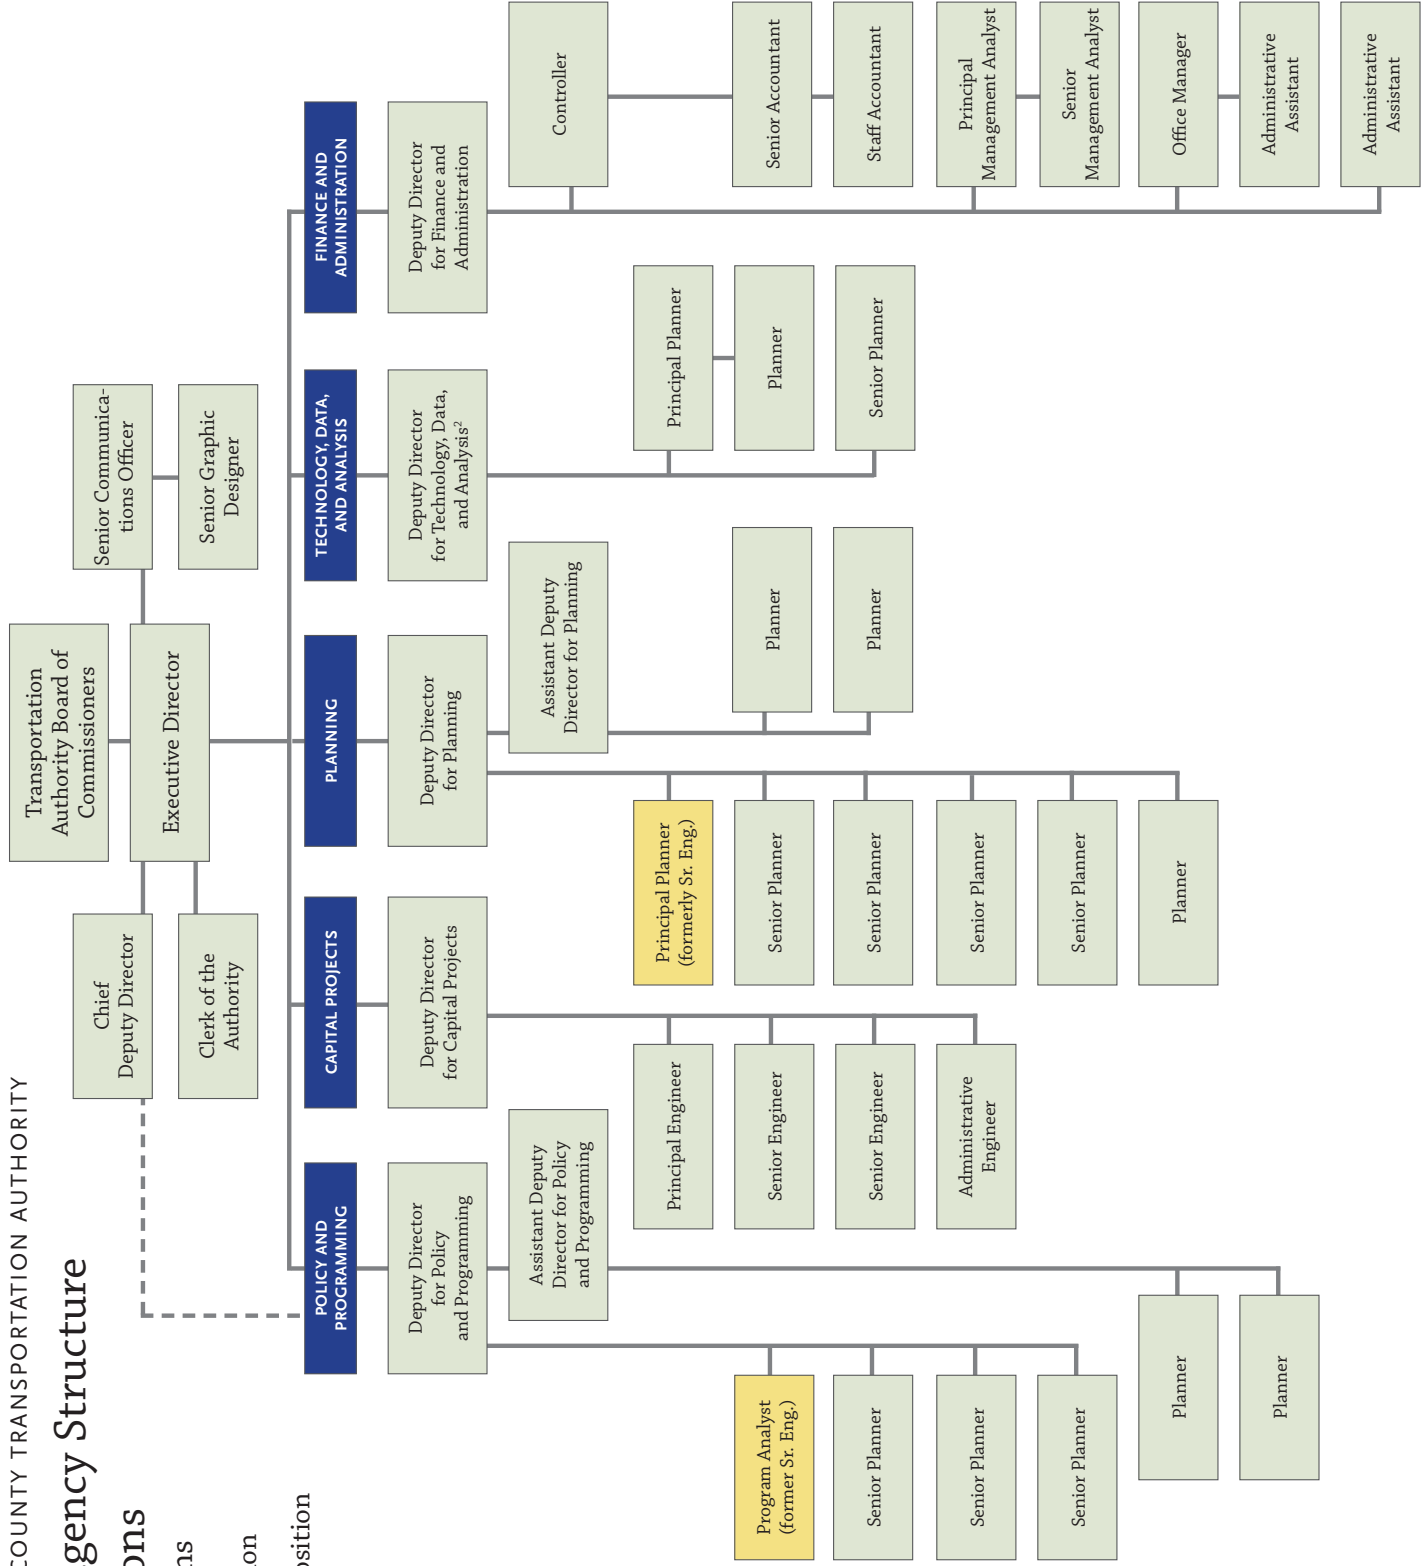 COUNTY TRANSPORTATION AUTHORITY
gency Structure
ons
ns
on
osition
Transportation
Authority Board of
Commissioners
Executive Director
Chief
Deputy Director
Clerk of the
Authority
Senior Communica-
tions Officer
Senior Graphic
Designer
POLICY AND
PROGRAMMING
Deputy Director
for Policy
and Programming
Assistant Deputy
Director for Policy
and Programming
Program Analyst
(former Sr. Eng.)
Senior Planner
Senior Planner
Senior Planner
Planner
Planner
CAPITAL PROJECTS
Deputy Director
for Capital Projects
Principal Engineer
Senior Engineer
Senior Engineer
Administrative
Engineer
PLANNING
Deputy Director
for Planning
Assistant Deputy
Director for Planning
Principal Planner
(formerly Sr. Eng.)
Senior Planner
Senior Planner
Senior Planner
Senior Planner
Planner
Planner
Planner
TECHNOLOGY, DATA,
AND ANALYSIS
Deputy Director
for Technology, Data,
and Analysis²
Principal Planner
Planner
Senior Planner
FINANCE AND
ADMINISTRATION
Deputy Director
for Finance and
Administration
Controller
Senior Accountant
Staff Accountant
Principal
Management Analyst
Senior
Management Analyst
Office Manager
Administrative
Assistant
Administrative
Assistant